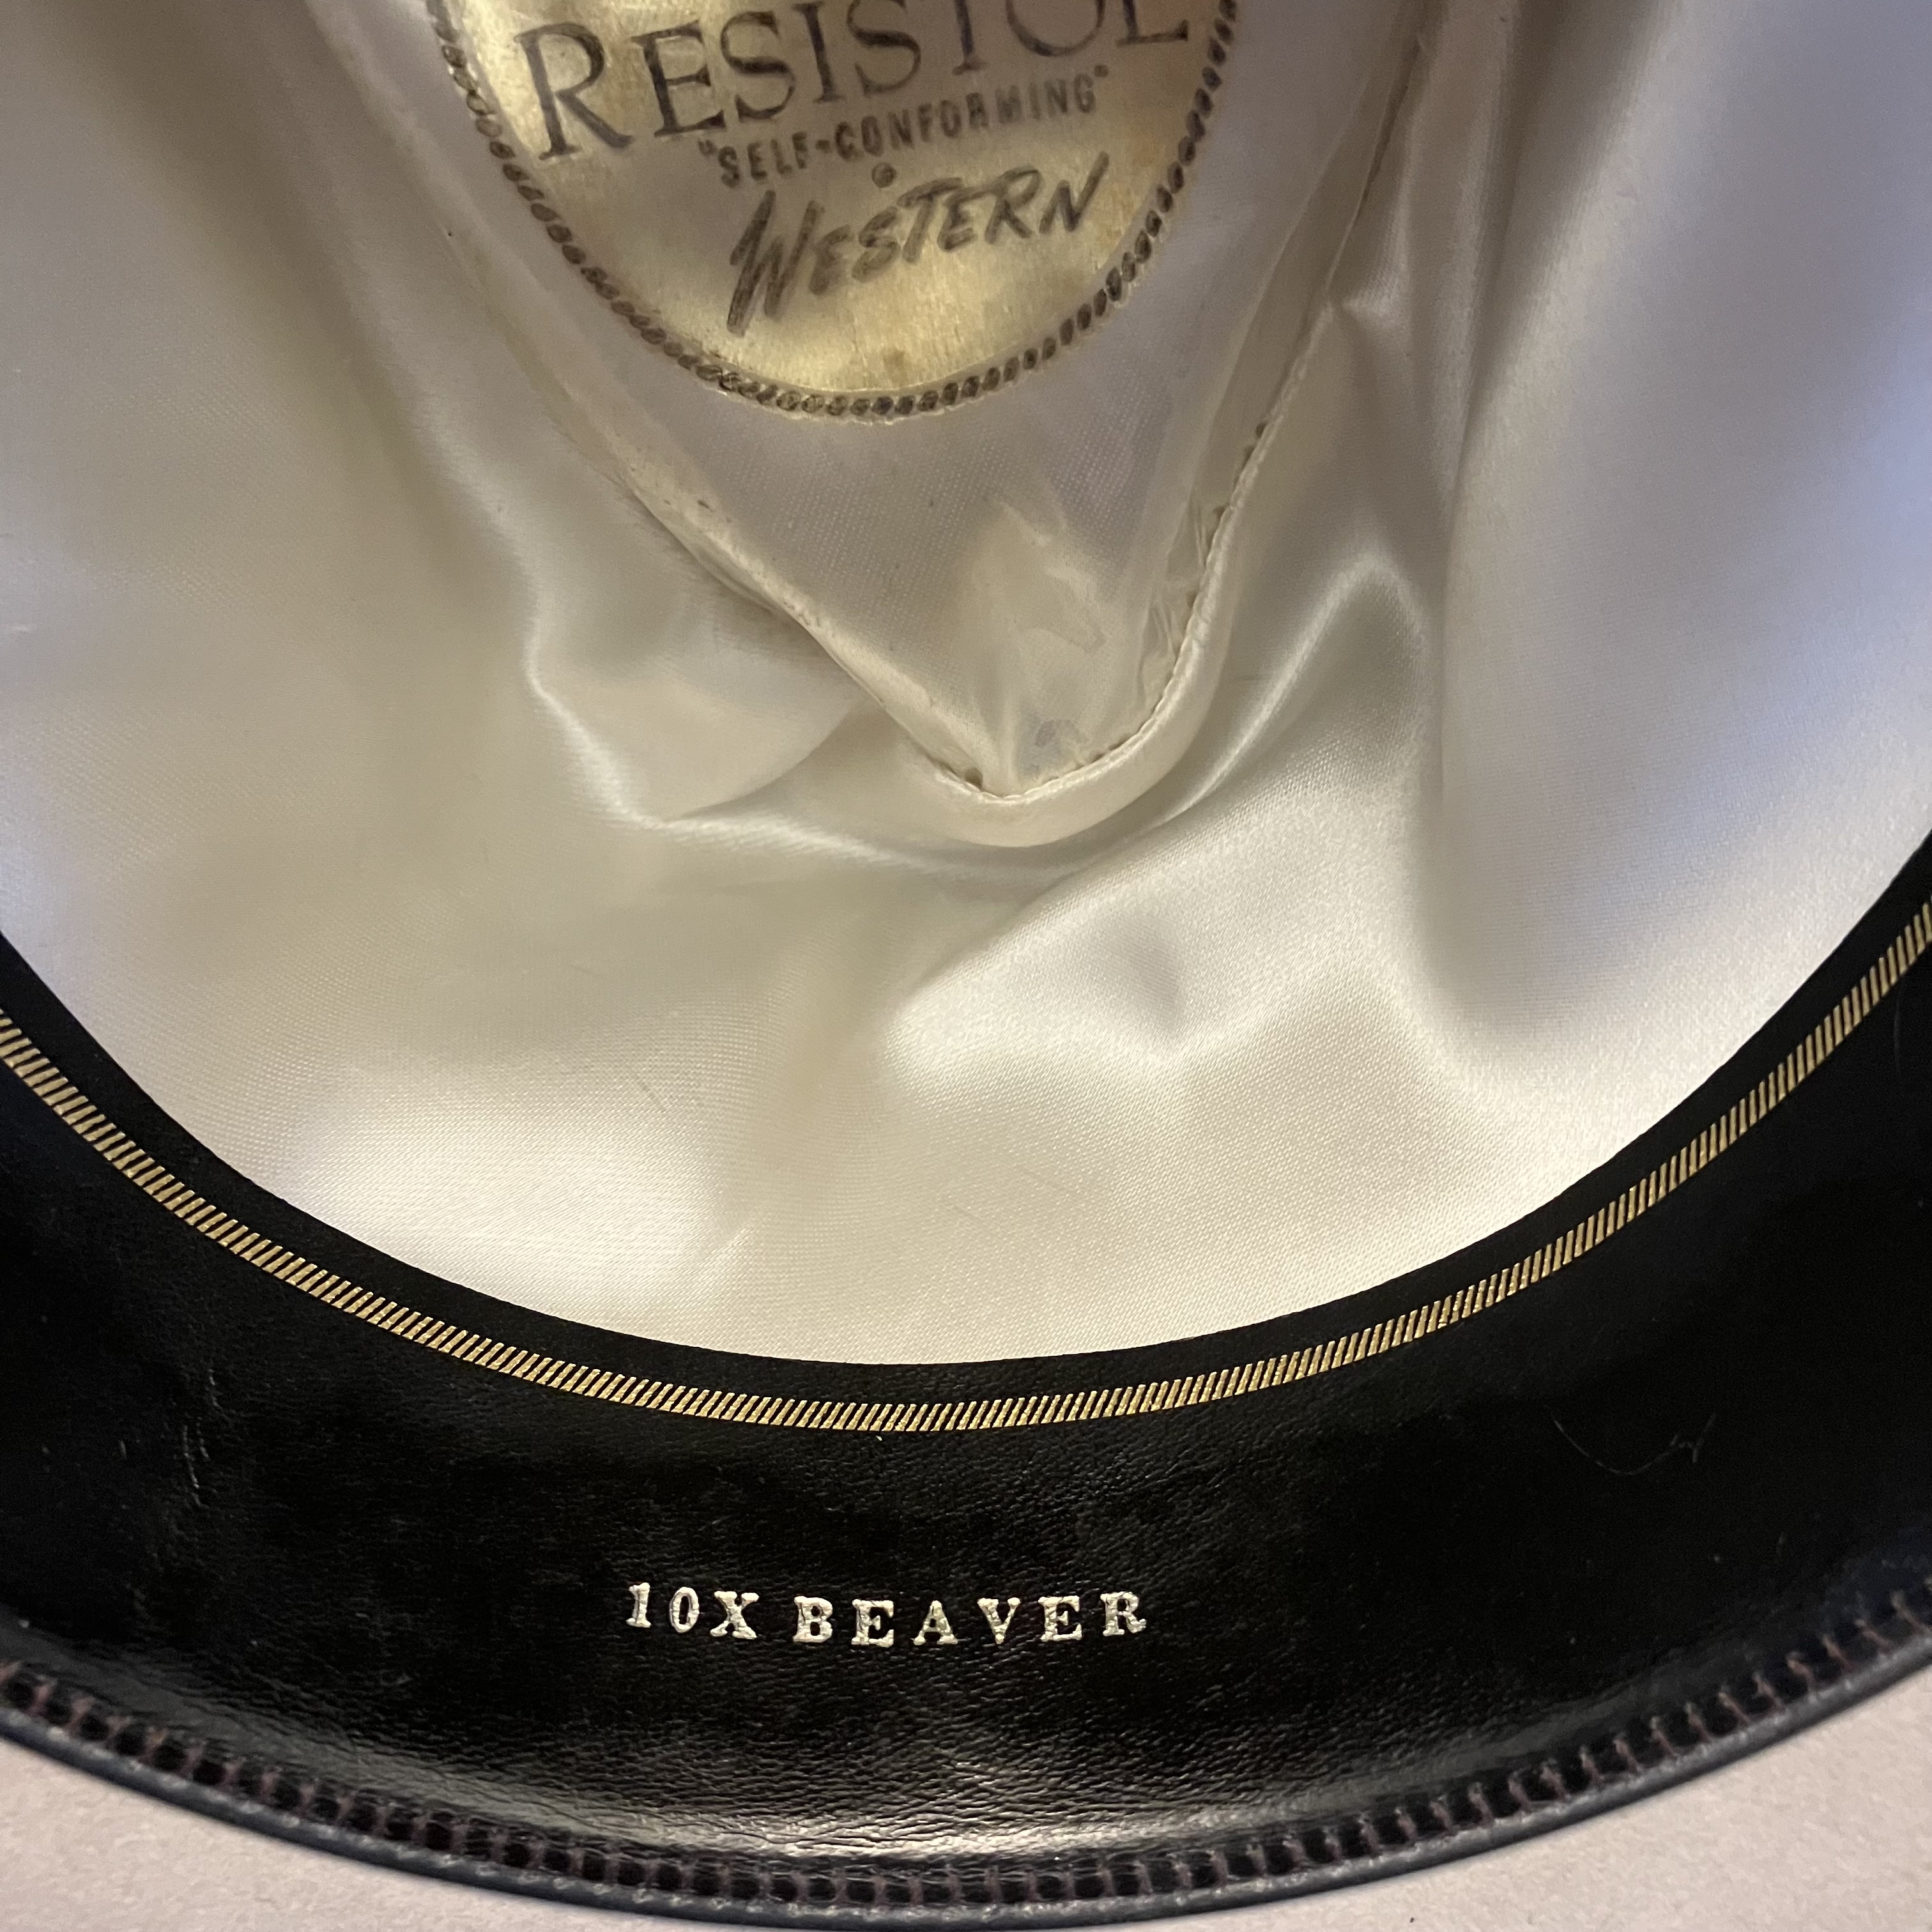 RESISTOL
"SELF-CONFORMING"
WESTERN
10X BEAVER